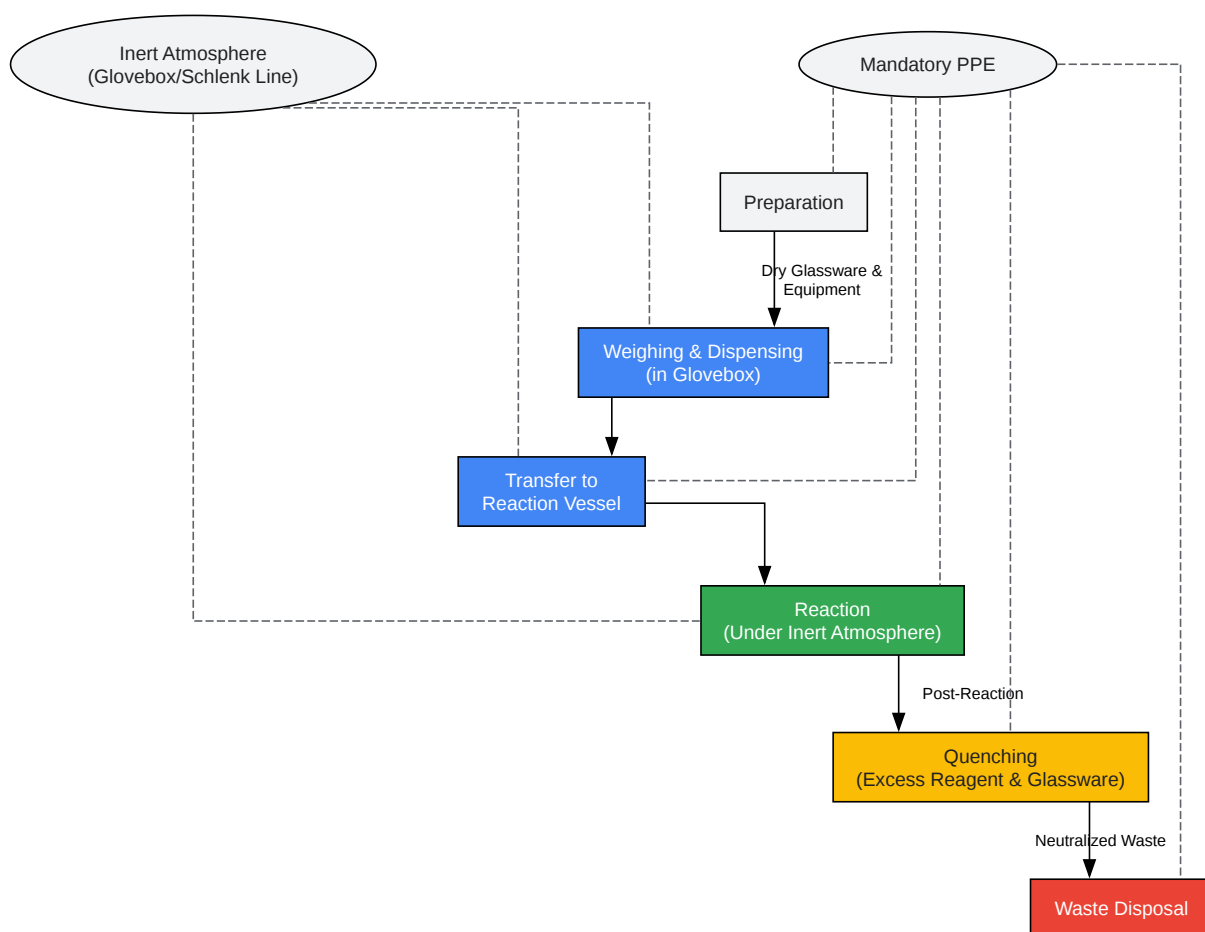 Inert Atmosphere
(Glovebox/Schlenk Line)
Mandatory PPE
Preparation
Dry Glassware &
Equipment
Weighing & Dispensing
(in Glovebox)
Transfer to
Reaction Vessel
Reaction
(Under Inert Atmosphere)
Post-Reaction
Quenching
(Excess Reagent & Glassware)
Neutralized Waste
Waste Disposal